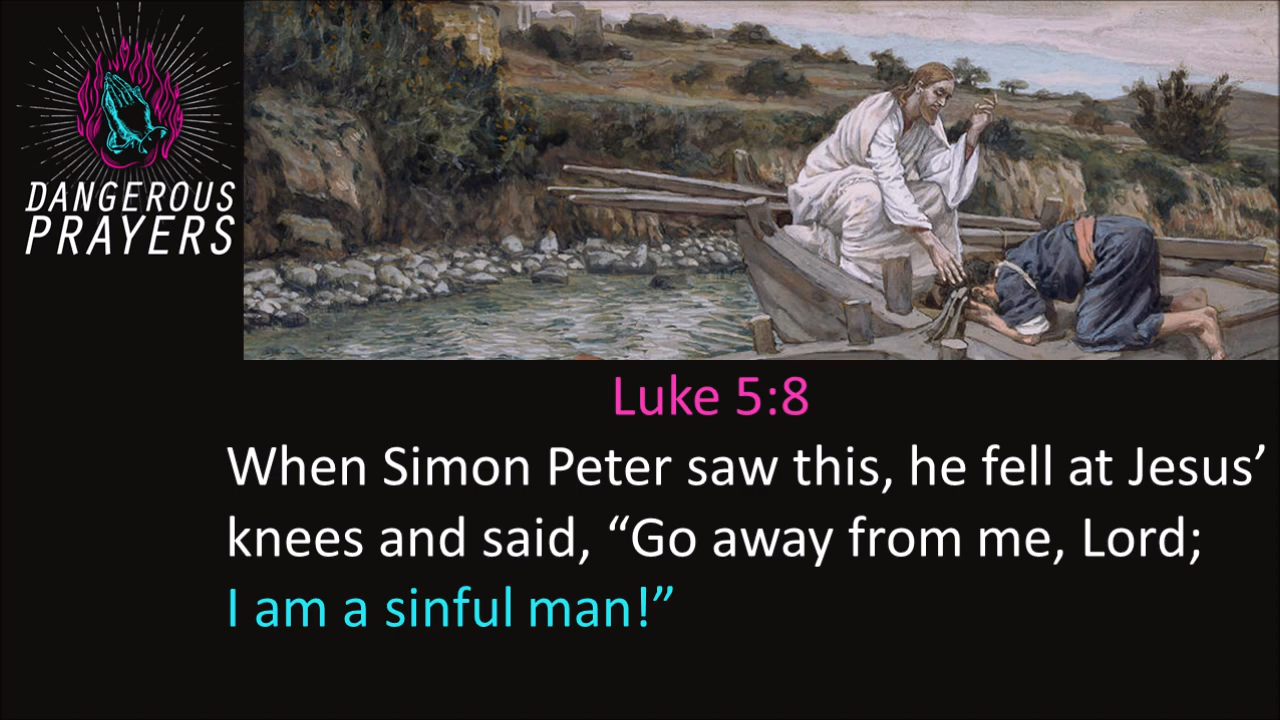 DANGEROUS
PRAYERS
Luke 5:8
When Simon Peter saw this, he fell at Jesus’
knees and said, “Go away from me, Lord;
I am a sinful man!”